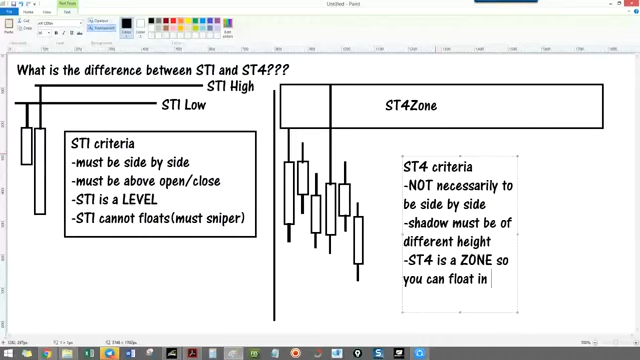 Untitled - Paint
What is the difference between ST1 and ST4???
ST1 High
ST1 Low
ST1 criteria
-must be side by side
-must be above open/close
-ST1 is a LEVEL
-ST1 cannot floats(must sniper)
ST4Zone
ST4 criteria
-NOT necessarily to
be side by side
-shadow must be of
different height
-ST4 is a ZONE so
you can float in